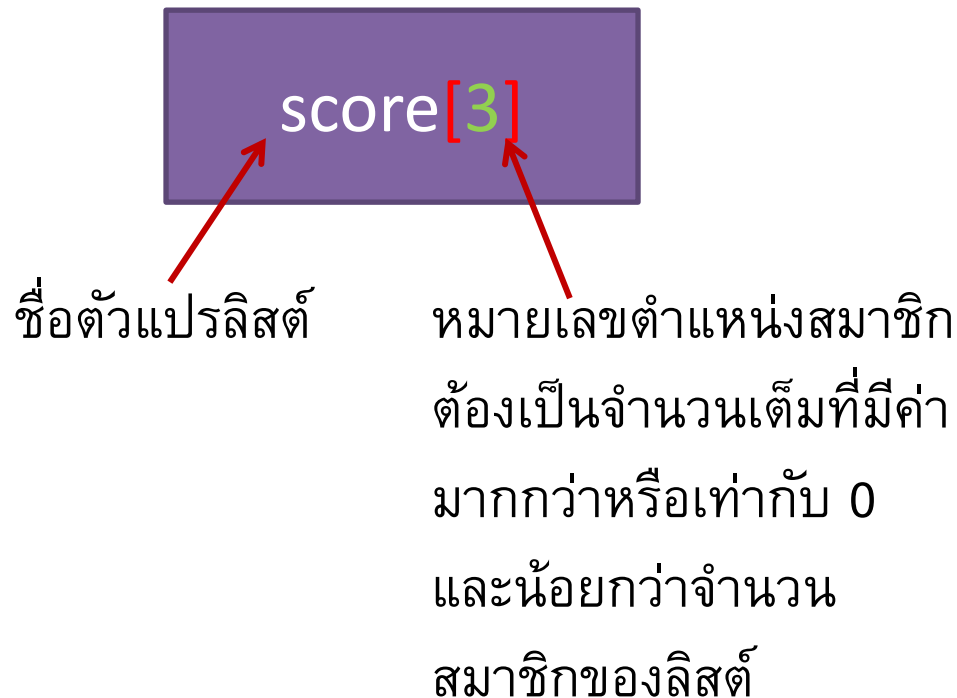 score[3]
ชื่อตัวแปรลิสต์
หมายเลขตำแหน่งสมาชิก
ต้องเป็นจำนวนเต็มที่มีค่า
มากกว่าหรือเท่ากับ 0
และน้อยกว่าจำนวน
สมาชิกของลิสต์